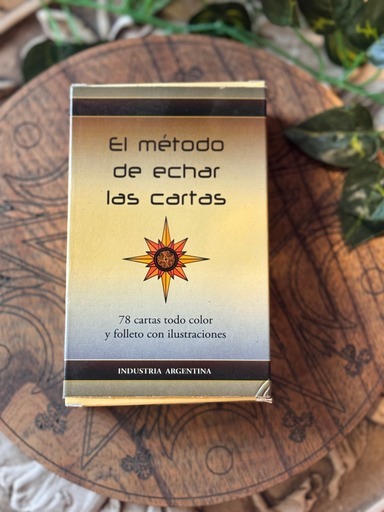 El método
de echar
las cartas
78 cartas todo color
y folleto con ilustraciones
INDUSTRIA ARGENTINA